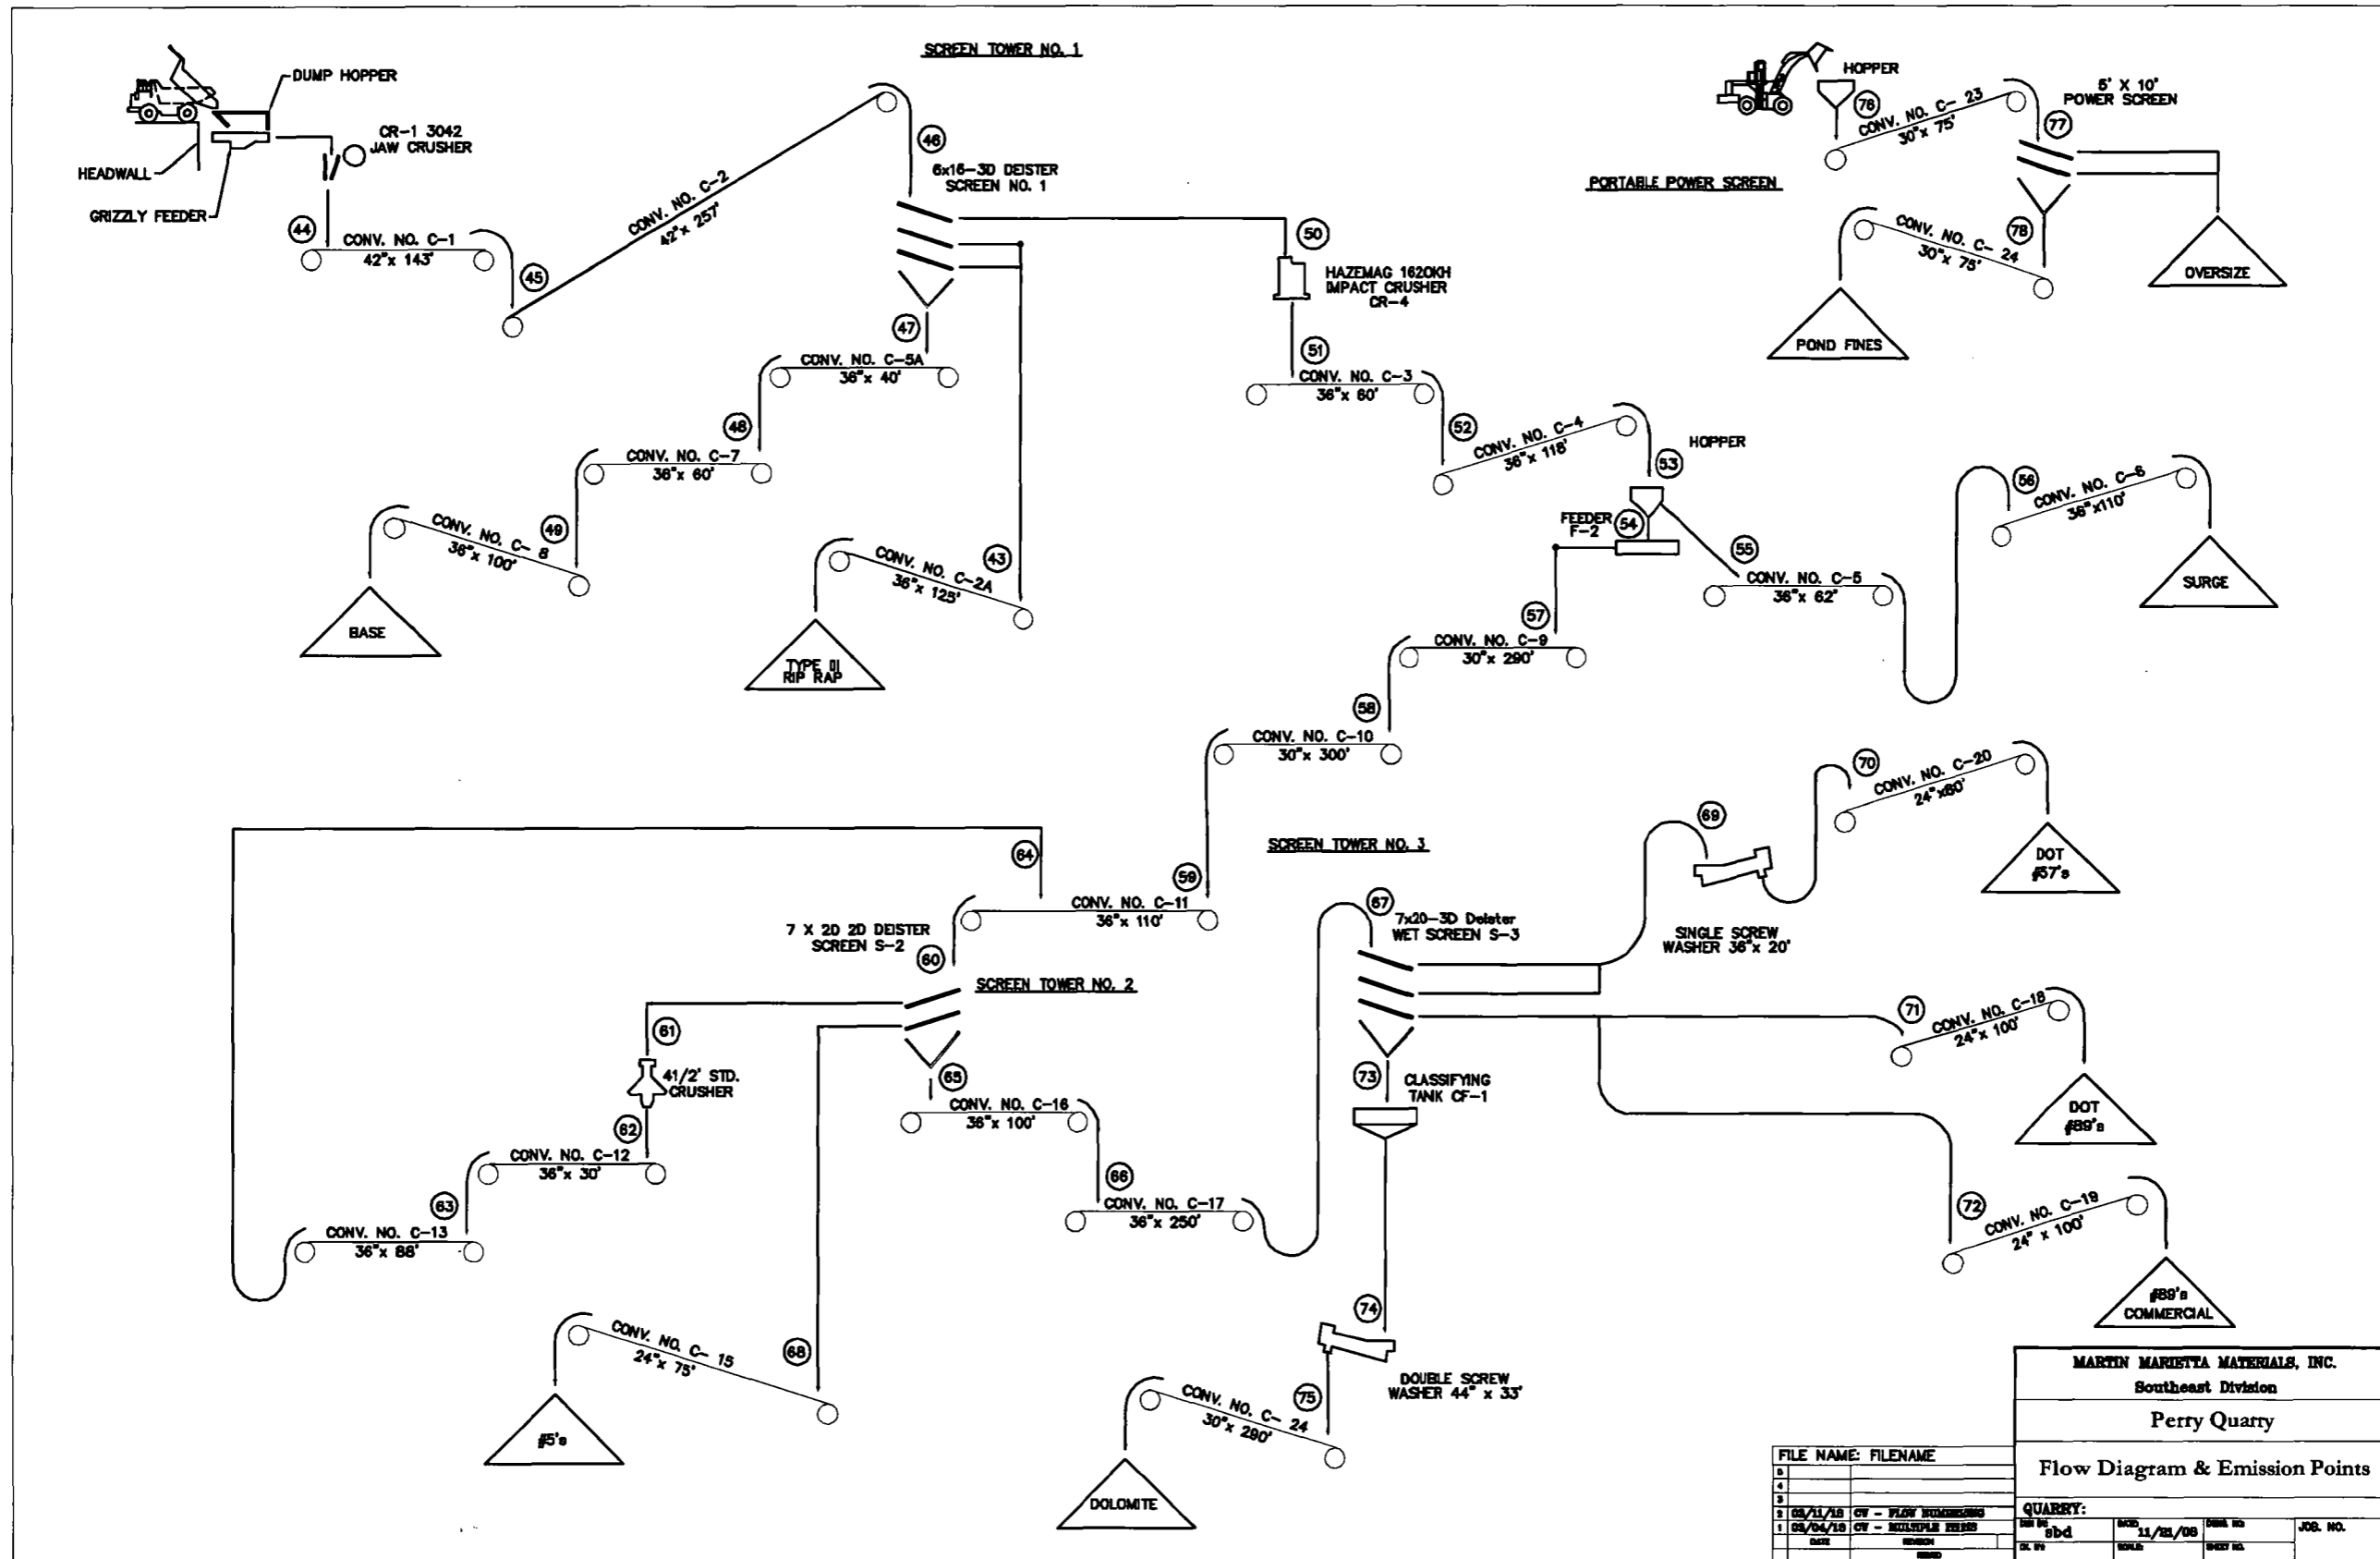 SCREEN TOWER NO. 1
DUMP HOPPER
CR-1 3042
JAW CRUSHER
HEADWALL
GRIZZLY FEEDER
44
CONV. NO. C-1
42"x 143'
45
CONV. NO. C-2
42"x 257'
46
6x16-3D DEISTER
SCREEN NO. 1
47
CONV. NO. C-5A
36"x 40'
48
CONV. NO. C-7
36"x 60'
49
CONV. NO. C- 8
36"x 100'
BASE
43
CONV. NO. C-2A
36"x 125'
RIP RAP
50
HAZEMAG 1620KH
IMPACT CRUSHER
CR-4
51
CONV. NO. C-3
36"x 60'
52
CONV. NO. C-4
36"x 118'
53
HOPPER
54
FEEDER
F-2
55
CONV. NO. C-5
36"x 62'
56
CONV. NO. C-6
36"x110'
SURGE
HOPPER
76
CONV. NO. C- 23
30"x 75'
77
5' X 10'
POWER SCREEN
PORTABLE POWER SCREEN
78
CONV. NO. C- 24
30"x 75'
OVERSIZE
POND FINES
57
CONV. NO. C-9
30"x 290'
58
CONV. NO. C-10
30"x 300'
59
64
CONV. NO. C-11
36"x 110'
7 X 20 2D DEISTER
SCREEN S-2
60
SCREEN TOWER NO. 2
61
41/2' STD.
CRUSHER
62
CONV. NO. C-12
36"x 30'
63
CONV. NO. C-13
36"x 88'
65
CONV. NO. C-16
36"x 100'
66
CONV. NO. C-17
36"x 250'
68
CONV. NO. C- 15
24"x 75'
#5's
SCREEN TOWER NO. 3
67
7x20-3D Deister
WET SCREEN S-3
69
SINGLE SCREW
WASHER 36"x 20'
70
CONV. NO. C-20
24"x60'
DOT
#57's
71
CONV. NO. C-18
24"x 100'
DOT
#89's
72
CONV. NO. C-19
24" x 100'
#89's
COMMERCIAL
73
CLASSIFYING
TANK CF-1
74
DOUBLE SCREW
WASHER 44" x 33'
75
CONV. NO. C- 24
30"x 290'
DOLOMITE
MARTIN MARIETTA MATERIALS, INC.
Southeast Division
Perry Quarry
Flow Diagram & Emission Points
QUARRY:
sbd
JOB. NO.
FILE NAME: FILENAME
5
4
3
2
1
DATE